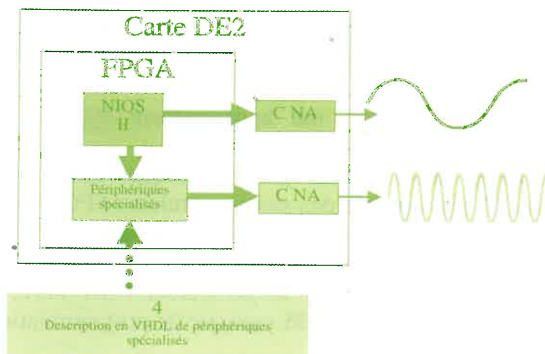 Carte DE2
FPGA
NIOS
II
C NA
Périphériques
spécialisés
C NA
4
Description en VHDL de périphériques
spécialisés